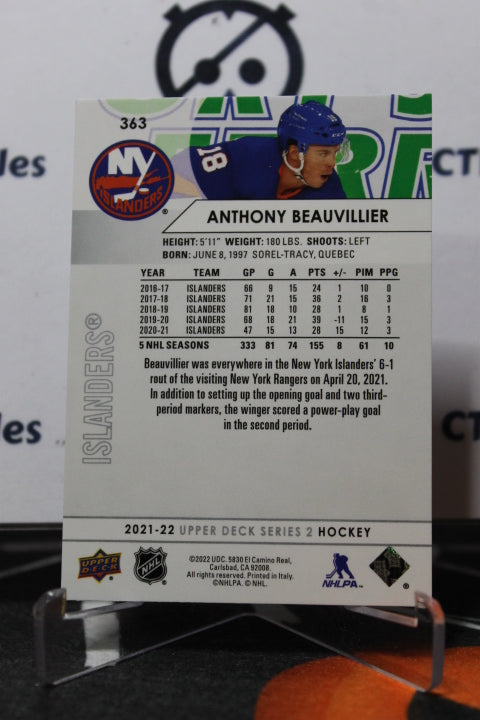 363
18
18
NY
ISLANDERS
ANTHONY BEAUVILLIER
HEIGHT: 5'11" WEIGHT: 180 LBS. SHOOTS: LEFT
BORN: JUNE 8, 1997 SOREL-TRACY, QUEBEC
YEAR TEAM GP G A PTS +/- PIM PPG
2016-17 ISLANDERS 66 9 15 24 1 10 0
2017-18 ISLANDERS 71 21 15 36 2 16 3
2018-19 ISLANDERS 81 18 10 28 1 8 1
2019-20 ISLANDERS 68 18 21 39 -11 15 3
2020-21 ISLANDERS 47 15 13 28 15 12 3
5 NHL SEASONS 333 81 74 155 8 61 10
Beauvillier was everywhere in the New York Islanders' 6-1
rout of the visiting New York Rangers on April 20, 2021.
In addition to setting up the opening goal and two third-
period markers, the winger scored a power-play goal
in the second period.
ISLANDERS®
2021-22 UPPER DECK SERIES 2 HOCKEY
UPPER DECK
NHL
©2022 UDC. 5830 El Camino Real,
Carlsbad, CA 92008.
All rights reserved. Printed in Italy.
©NHLPA. © NHL.
NHLPA
®